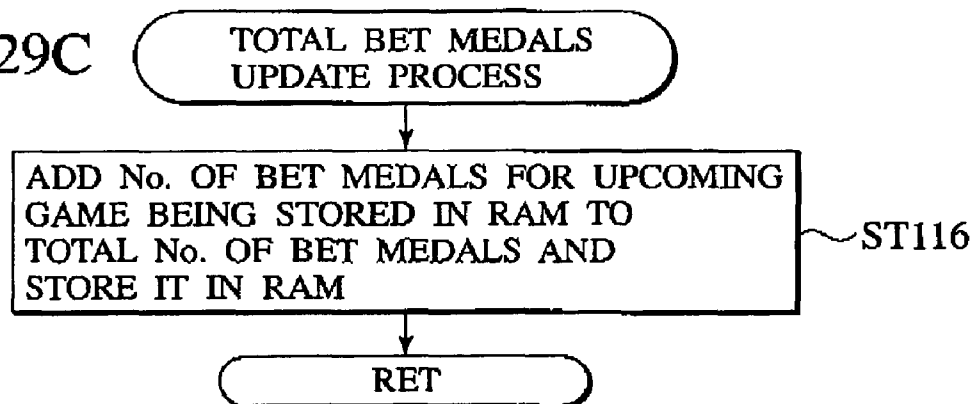 29C
TOTAL BET MEDALS
UPDATE PROCESS
ADD No. OF BET MEDALS FOR UPCOMING
GAME BEING STORED IN RAM TO
TOTAL No. OF BET MEDALS AND
STORE IT IN RAM
ST116
RET